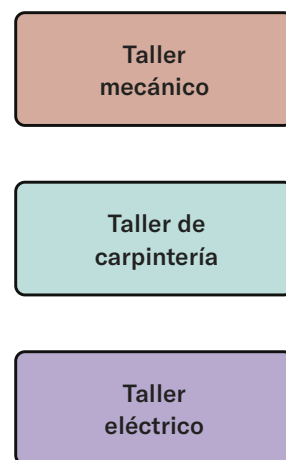 Taller
mecánico
Taller de
carpintería
Taller
eléctrico